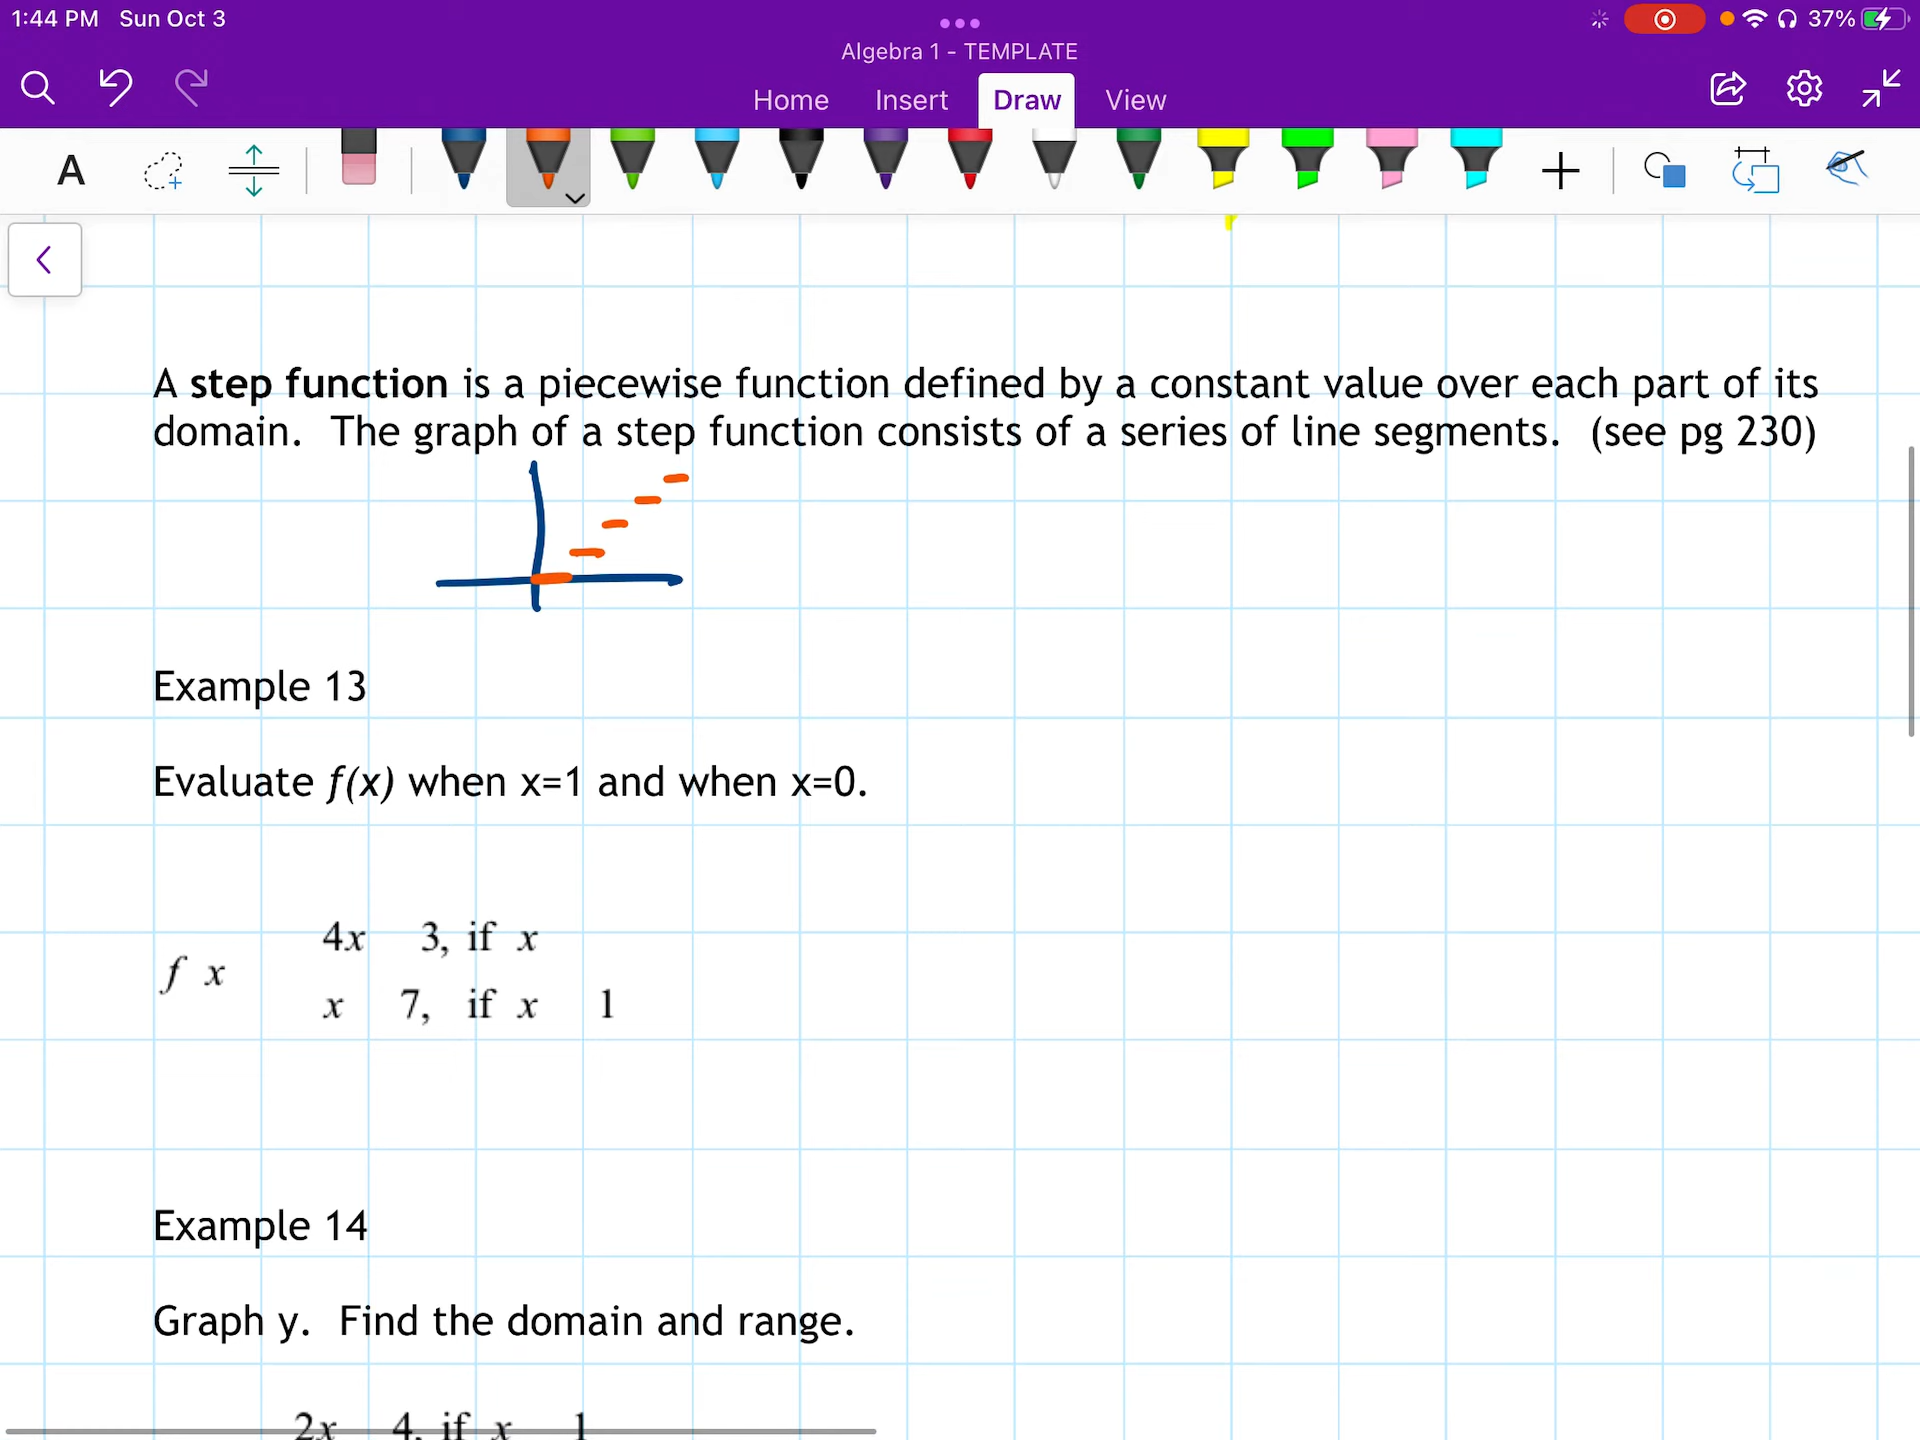 1:44 PM Sun Oct 3
37%
Algebra 1 - TEMPLATE
Home Insert Draw View
A
A step function is a piecewise function defined by a constant value over each part of its
domain. The graph of a step function consists of a series of line segments. (see pg 230)
Example 13
Evaluate f(x) when x=1 and when x=0.
4x 3, if x
f x
x 7, if x 1
Example 14
Graph y. Find the domain and range.
2x 4, if x 1